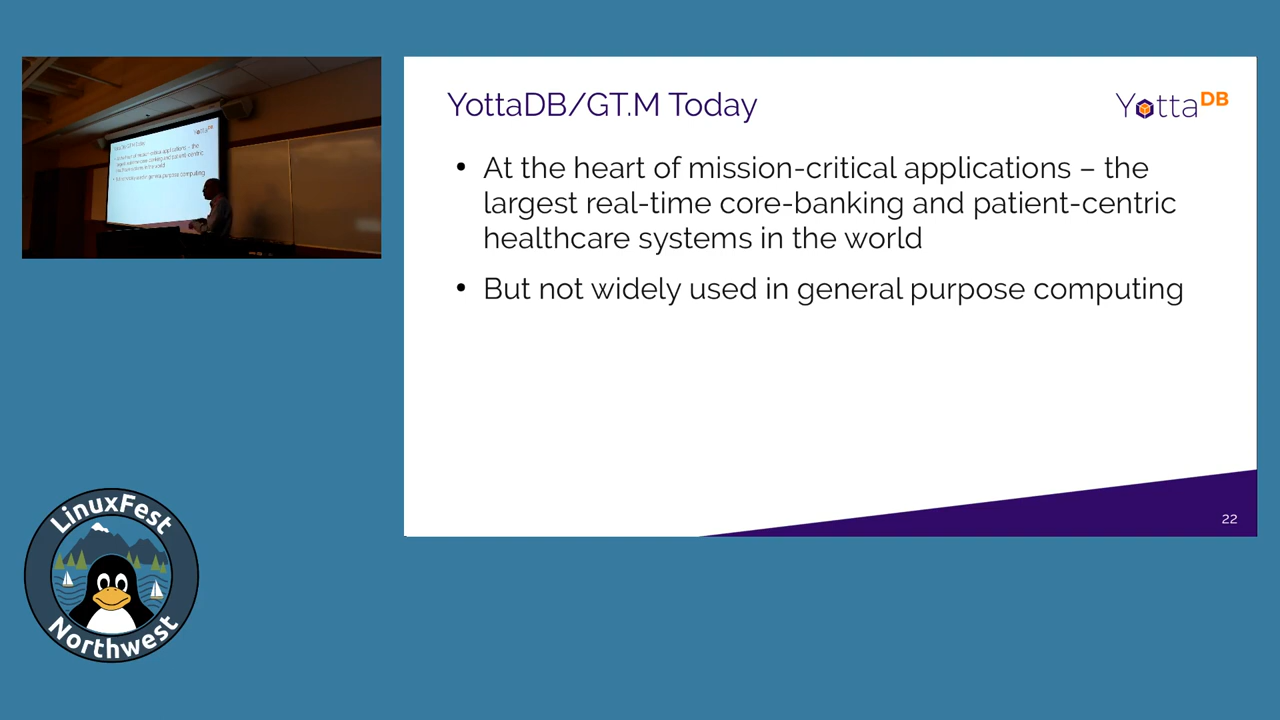 YottaDB/GT.M Today
YottaDB
• At the heart of mission-critical applications – the
largest real-time core-banking and patient-centric
healthcare systems in the world
• But not widely used in general purpose computing
22
LinuxFest
Northwest